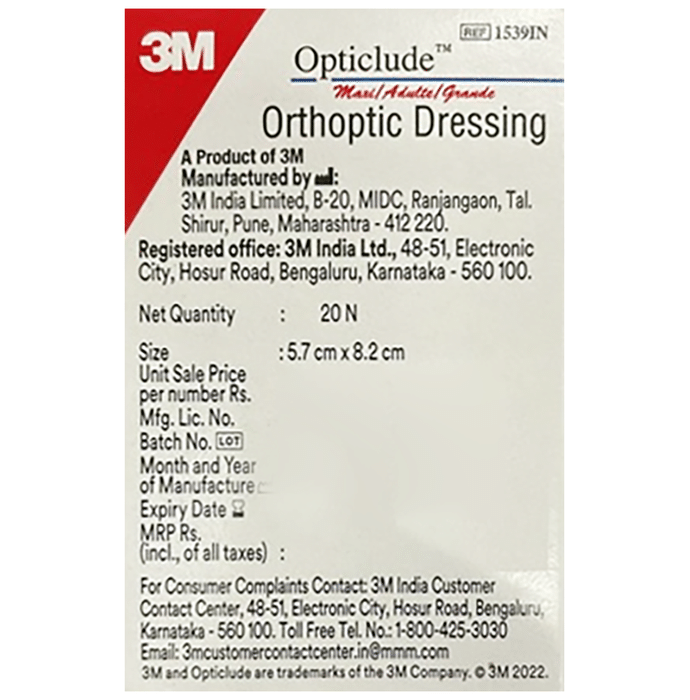 3M
REF 1539IN
Opticlude™
Maxi/Adulte/Grande
Orthoptic Dressing
A Product of 3M
Manufactured by :
3M India Limited, B-20, MIDC, Ranjangaon, Tal.
Shirur, Pune, Maharashtra - 412 220.
Registered office: 3M India Ltd., 48-51, Electronic
City, Hosur Road, Bengaluru, Karnataka - 560 100.
Net Quantity : 20 N
Size : 5.7 cm x 8.2 cm
Unit Sale Price
per number Rs.
Mfg. Lic. No.
Batch No. LOT
Month and Year
of Manufacture
Expiry Date
MRP Rs.
(incl., of all taxes) :
For Consumer Complaints Contact: 3M India Customer
Contact Center, 48-51, Electronic City, Hosur Road, Bengaluru,
Karnataka - 560 100. Toll Free Tel. No.: 1-800-425-3030
Email: 3mcustomercontactcenter.in@mmm.com
3M and Opticlude are trademarks of the 3M Company. © 3M 2022.